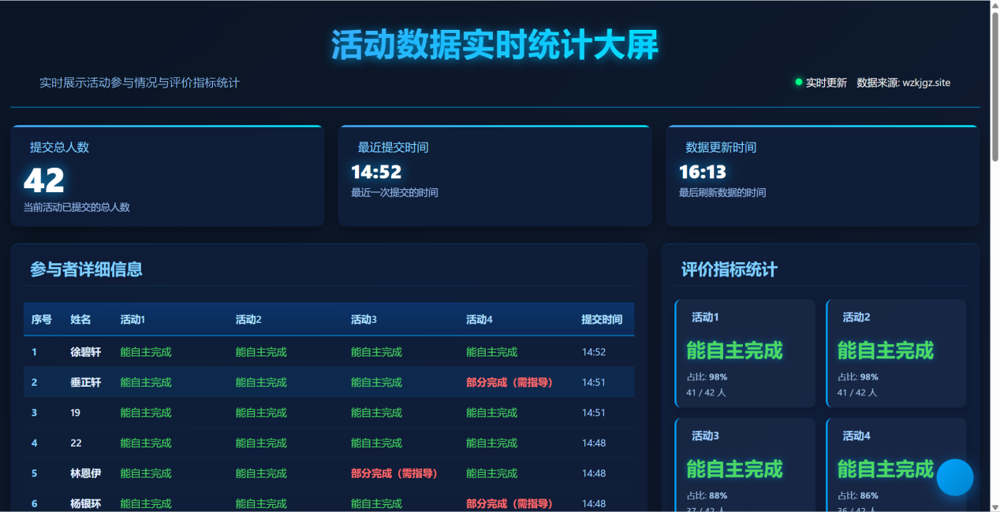 活动数据实时统计大屏
实时展示活动参与情况与评价指标统计
实时更新 数据来源: wzkjgz.site
提交总人数
42
当前活动已提交的总人数
最近提交时间
14:52
最近一次提交的时间
数据更新时间
16:13
最后刷新数据的时间
参与者详细信息
序号 姓名 活动1 活动2 活动3 活动4 提交时间
1 徐碧轩 能自主完成 能自主完成 能自主完成 能自主完成 14:52
2 垂正轩 能自主完成 能自主完成 能自主完成 部分完成（需指导） 14:51
3 19 能自主完成 能自主完成 能自主完成 能自主完成 14:51
4 22 能自主完成 能自主完成 能自主完成 能自主完成 14:48
5 林恩伊 能自主完成 能自主完成 部分完成（需指导） 能自主完成 14:48
6 杨银环 能自主完成 能自主完成 能自主完成 部分完成（需指导） 14:48
评价指标统计
活动1
能自主完成
占比: 98%
41 / 42 人
活动2
能自主完成
占比: 98%
41 / 42 人
活动3
能自主完成
占比: 88%
37 / 42 人
活动4
能自主完成
占比: 86%
36 / 42 人